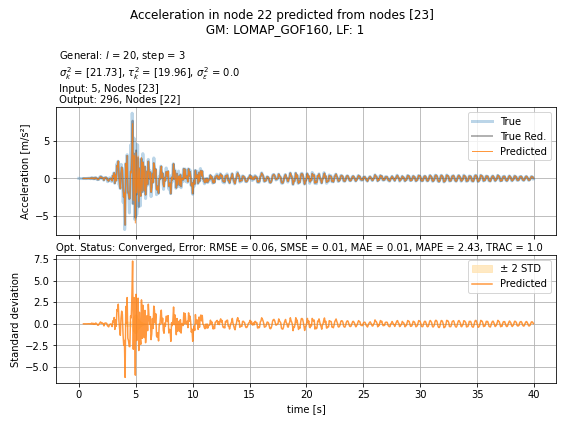 Acceleration in node 22 predicted from nodes [23]
GM: LOMAP_GOF160, LF: 1
General: l = 20, step = 3
σ²ₖ = [21.73], τ²ₖ = [19.96], σ²ε = 0.0
Input: 5, Nodes [23]
Output: 296, Nodes [22]
Acceleration [m/s²]
5
0
−5
True
True Red.
Predicted
Opt. Status: Converged, Error: RMSE = 0.06, SMSE = 0.01, MAE = 0.01, MAPE = 2.43, TRAC = 1.0
Standard deviation
7.5
5.0
2.5
0.0
−2.5
−5.0
± 2 STD
Predicted
0 5 10 15 20 25 30 35 40
time [s]